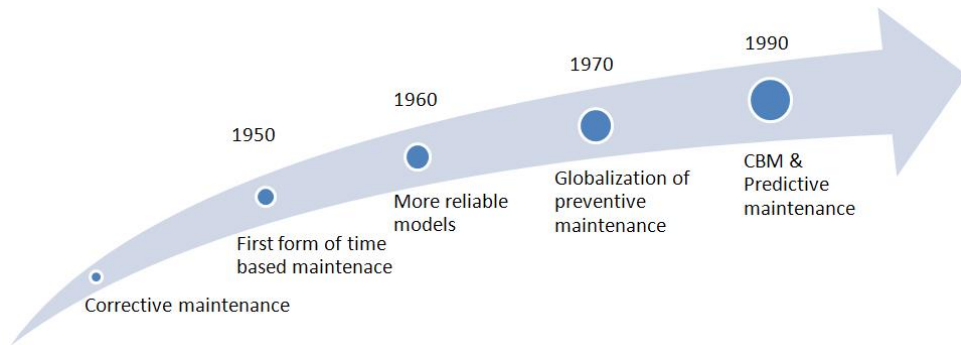 1990
1970
1960
1950
CBM &
Predictive
maintenance
Globalization of
preventive
maintenance
More reliable
models
First form of time
based maintenace
Corrective maintenance